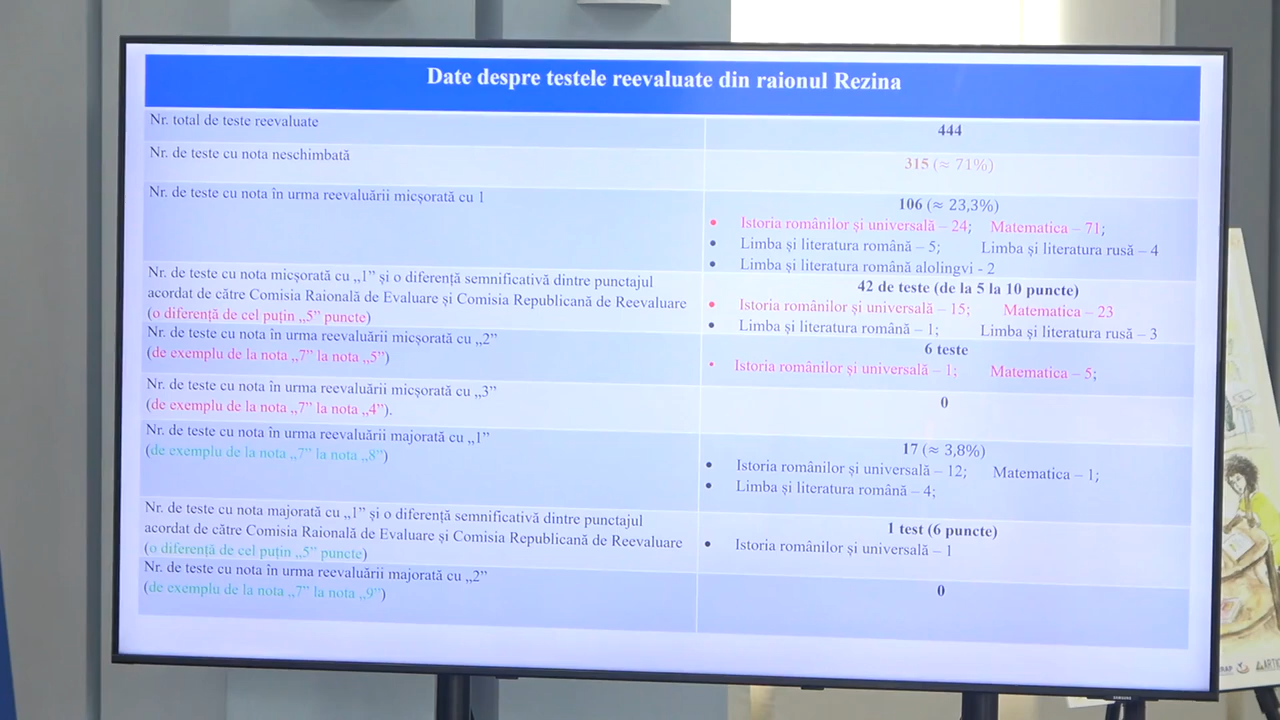 Date despre testele reevaluate din raionul Rezina
Nr. total de teste reevaluate
444
Nr. de teste cu nota neschimbată
315 (≈ 71%)
Nr. de teste cu nota în urma reevaluării micșorată cu 1
106 (≈ 23,3%)
• Istoria românilor și universală – 24; Matematica – 71;
• Limba și literatura română – 5; Limba și literatura rusă – 4
• Limba și literatura română alolingvi - 2
Nr. de teste cu nota micșorată cu „1” și o diferență semnificativă dintre punctajul
acordat de către Comisia Raională de Evaluare și Comisia Republicană de Reevaluare
(o diferență de cel puțin „5” puncte)
42 de teste (de la 5 la 10 puncte)
• Istoria românilor și universală – 15; Matematica – 23
• Limba și literatura română – 1; Limba și literatura rusă – 3
Nr. de teste cu nota în urma reevaluării micșorată cu „2”
(de exemplu de la nota „7” la nota „5”)
6 teste
• Istoria românilor și universală – 1; Matematica – 5;
Nr. de teste cu nota în urma reevaluării micșorată cu „3”
(de exemplu de la nota „7” la nota „4”).
0
Nr. de teste cu nota în urma reevaluării majorată cu „1”
(de exemplu de la nota „7” la nota „8”)
17 (≈ 3,8%)
• Istoria românilor și universală – 12; Matematica – 1;
• Limba și literatura română – 4;
Nr. de teste cu nota majorată cu „1” și o diferență semnificativă dintre punctajul
acordat de către Comisia Raională de Evaluare și Comisia Republicană de Reevaluare
(o diferență de cel puțin „5” puncte)
1 test (6 puncte)
• Istoria românilor și universală – 1
Nr. de teste cu nota în urma reevaluării majorată cu „2”
(de exemplu de la nota „7” la nota „9”)
0
SAMSUNG